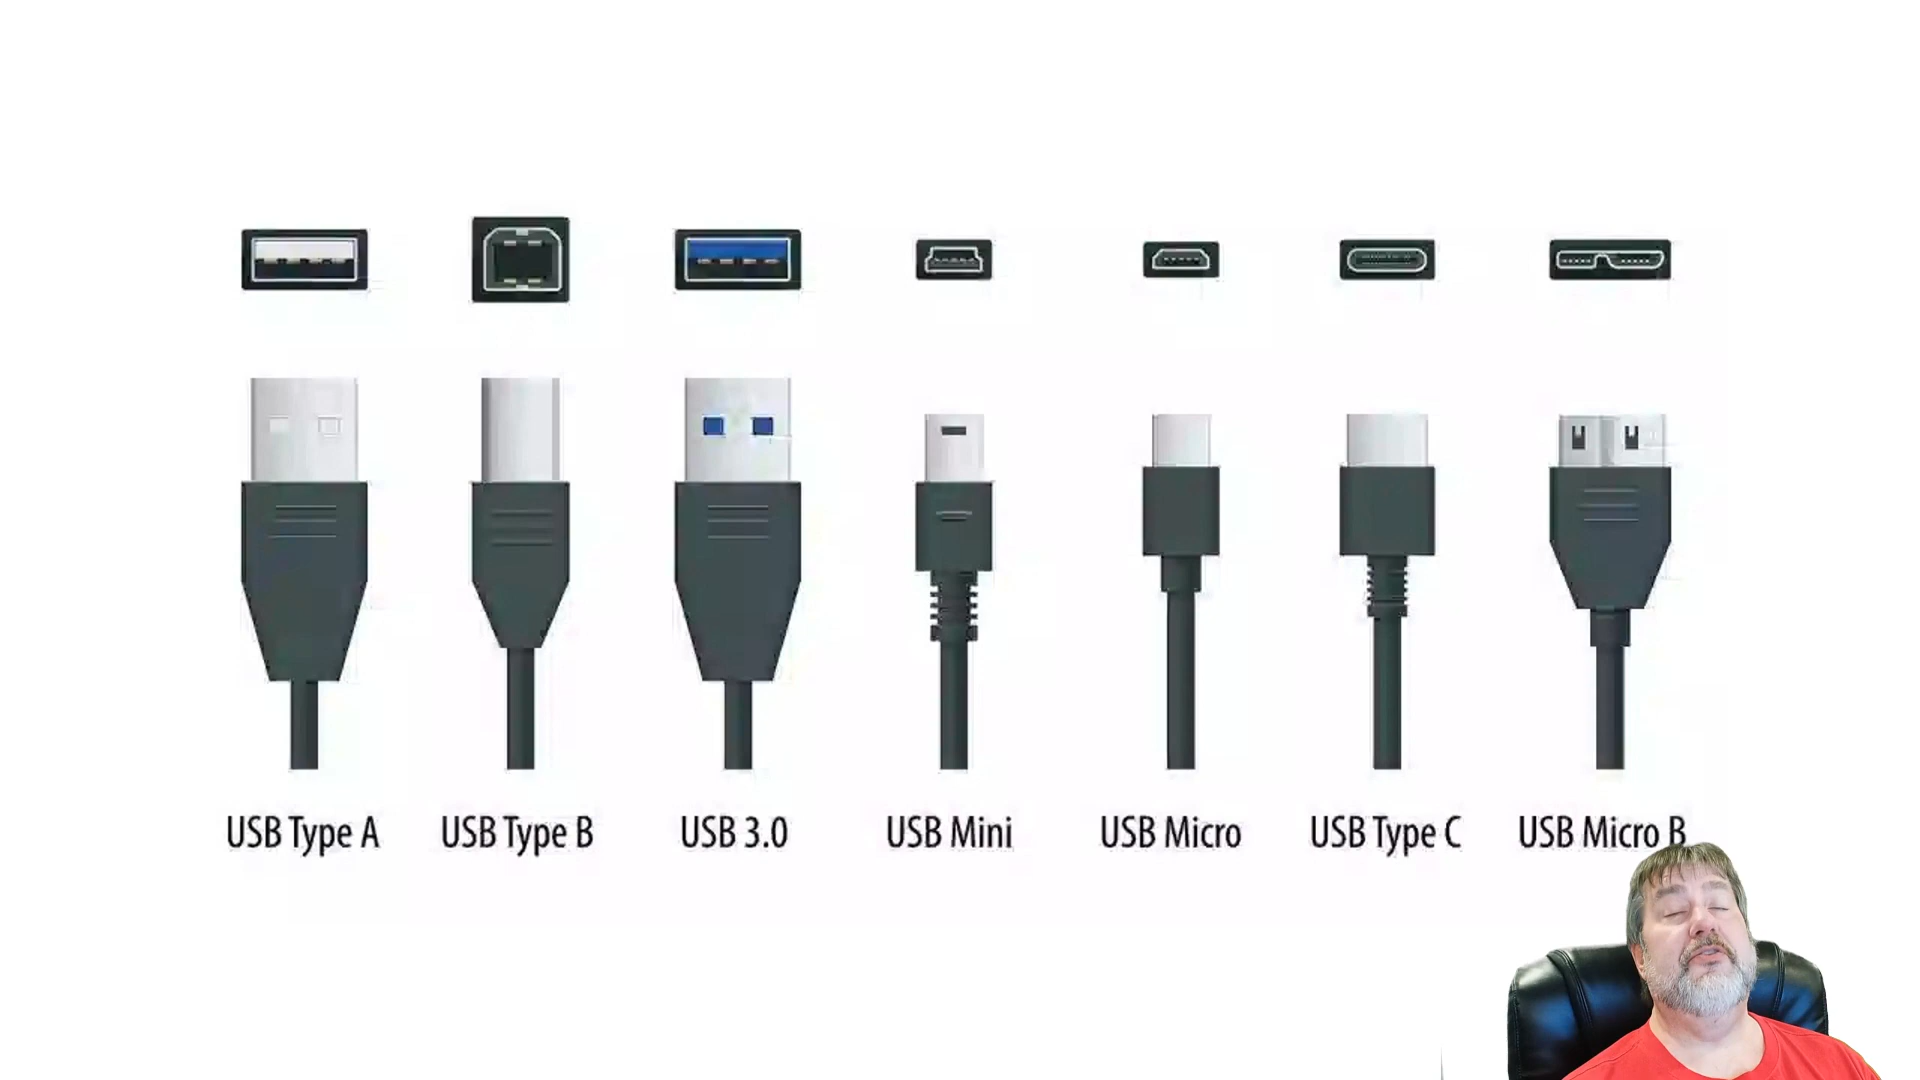 USB Type A
USB Type B
USB 3.0
USB Mini
USB Micro
USB Type C
USB Micro B